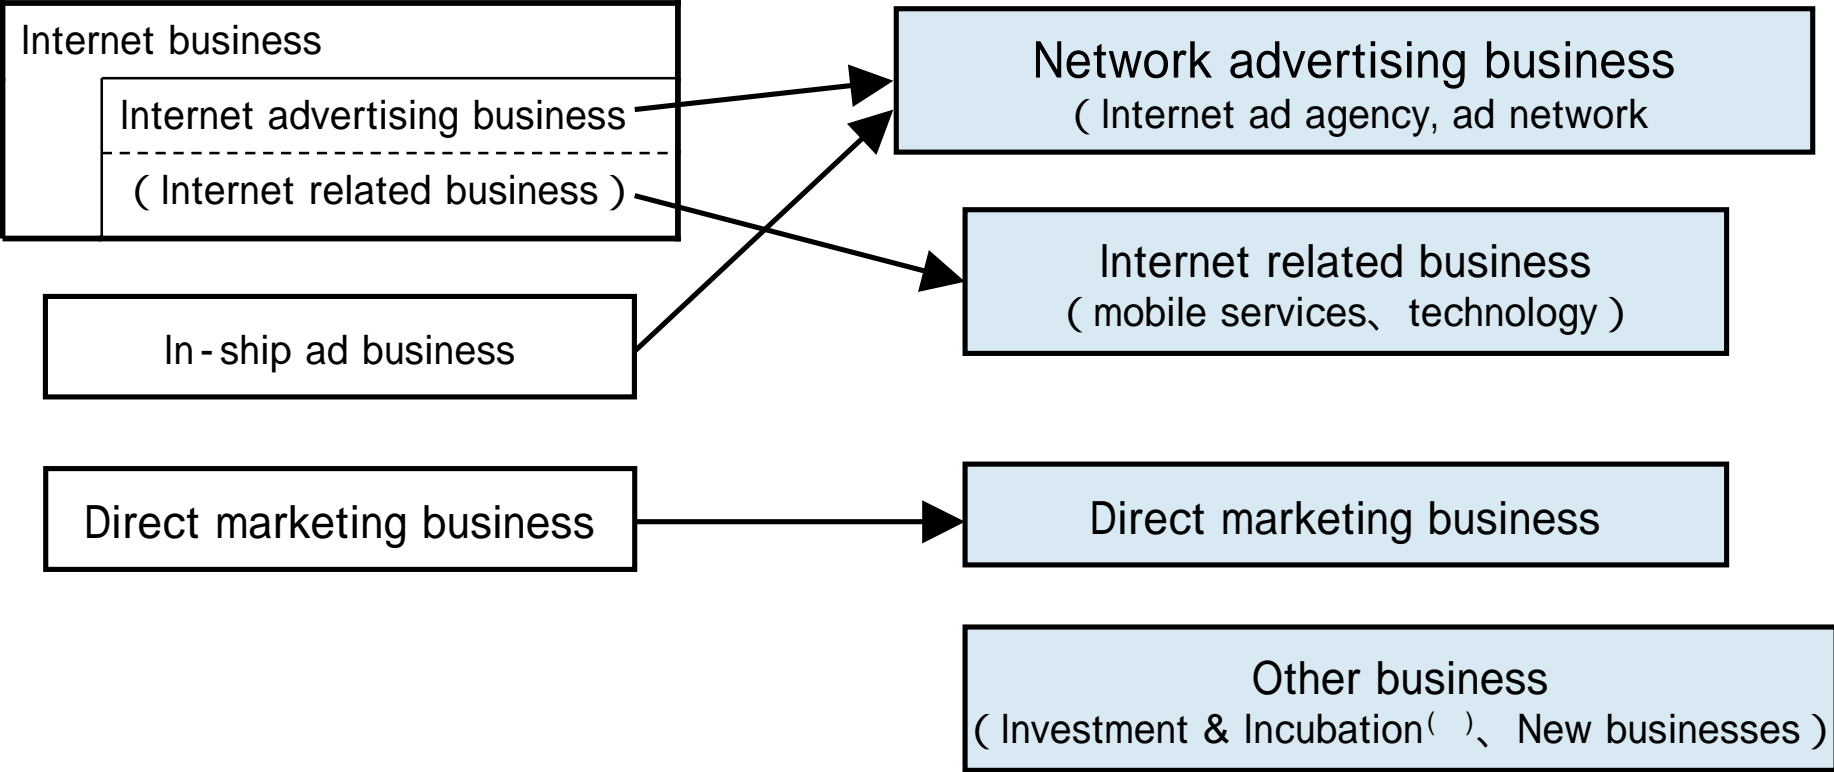 Internet business
Internet advertising business
（Internet related business）
In-ship ad business
Direct marketing business
Network advertising business
（Internet ad agency, ad network
Internet related business
（mobile services、technology）
Direct marketing business
Other business
（Investment & Incubation( )、New businesses）